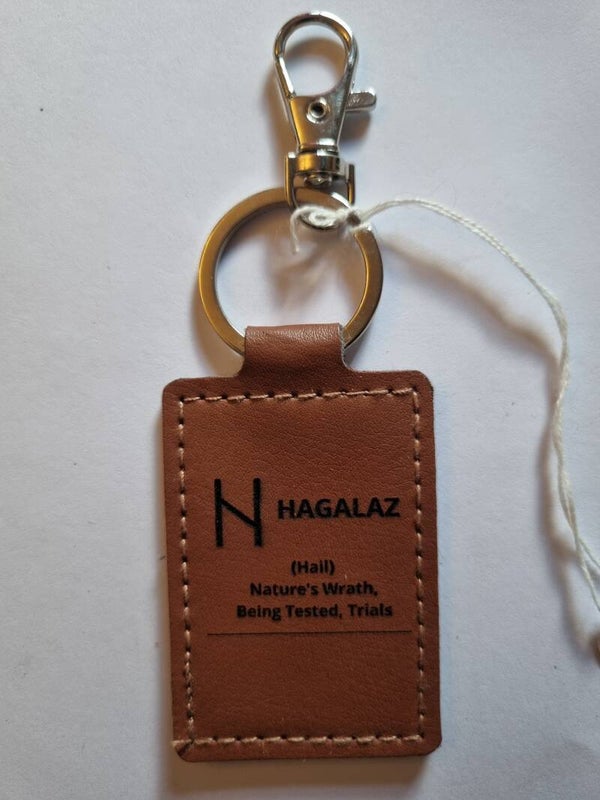 ᚺ HAGALAZ
(Hail)
Nature's Wrath,
Being Tested, Trials